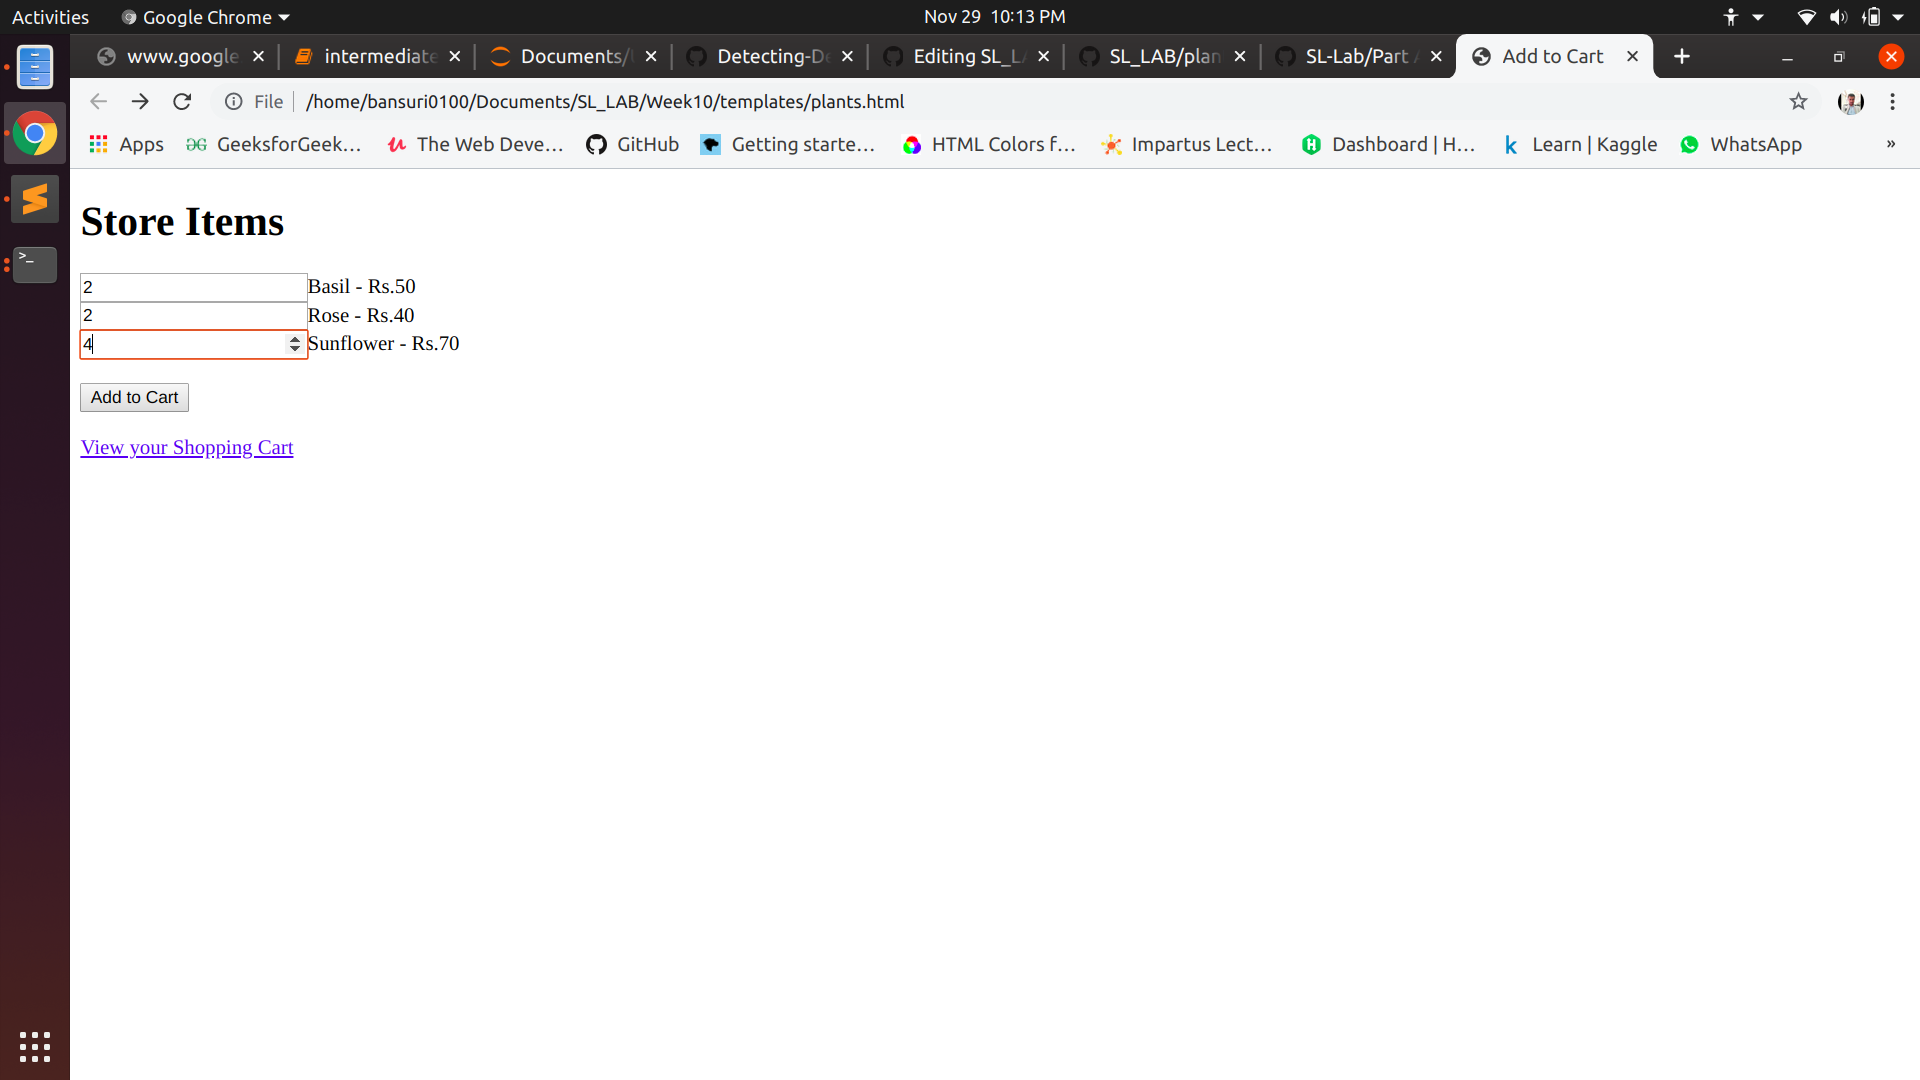 Activities Google Chrome Nov 29 10:13 PM
www.google intermediate Documents/ Detecting-De Editing SL_LA SL_LAB/plan SL-Lab/Part A Add to Cart
File /home/bansuri0100/Documents/SL_LAB/Week10/templates/plants.html
Apps GeeksforGeek... The Web Deve... GitHub Getting starte... HTML Colors f... Impartus Lect... Dashboard | H... Learn | Kaggle WhatsApp »
Store Items
2 Basil - Rs.50
2 Rose - Rs.40
4 Sunflower - Rs.70
Add to Cart
View your Shopping Cart